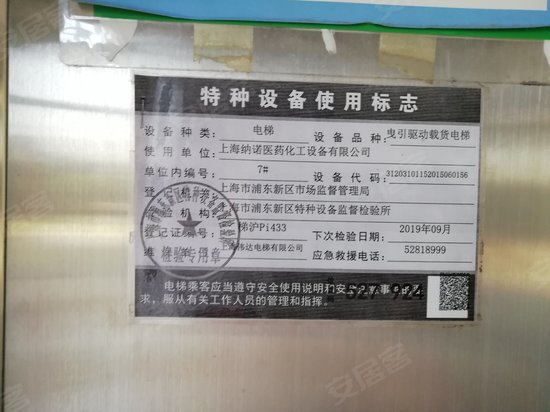 特种设备使用标志
设备种类： 电梯 设备品种： 曳引驱动载货电梯
使用单位： 上海纳诺医药化工设备有限公司
单位内编号： 7# 设备代码： 312031011520150601​56
登记机关： 上海市浦东新区市场监督管理局
检验机构： 上海市浦东新区特种设备监督检验所
登记证编号： 梯沪Pi433 下次检验日期： 2019年09月
维保单位： 上海伟达电梯有限公司 应急救援电话： 52818999
检验专用章
电梯乘客应当遵守安全使用说明和安全注意事项的要
求，服从有关工作人员的管理和指挥。
安居客